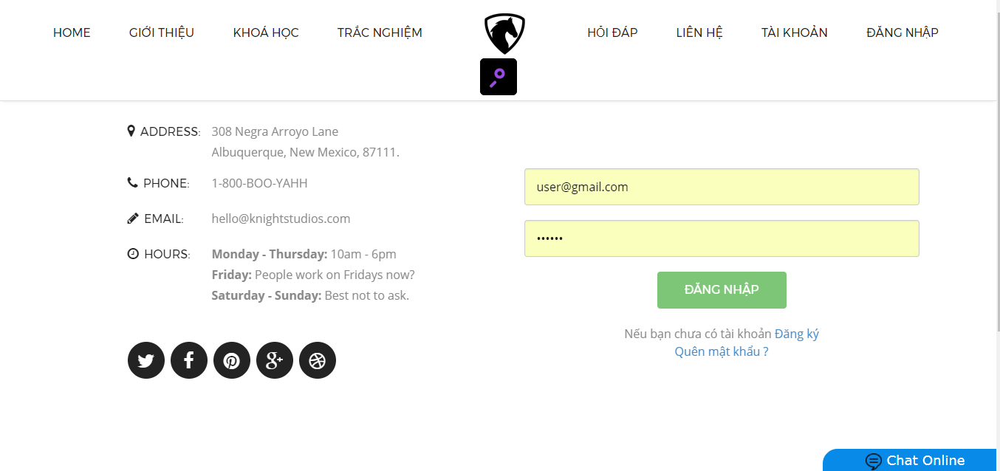 HOME GIỚI THIỆU KHOÁ HỌC TRẮC NGHIỆM HỎI ĐÁP LIÊN HỆ TÀI KHOẢN ĐĂNG NHẬP
ADDRESS: 308 Negra Arroyo Lane
Albuquerque, New Mexico, 87111.
PHONE: 1-800-BOO-YAHH
EMAIL: hello@knightstudios.com
HOURS: Monday - Thursday: 10am - 6pm
Friday: People work on Fridays now?
Saturday - Sunday: Best not to ask.
user@gmail.com
••••••
ĐĂNG NHẬP
Nếu bạn chưa có tài khoản Đăng ký
Quên mật khẩu ?
Chat Online